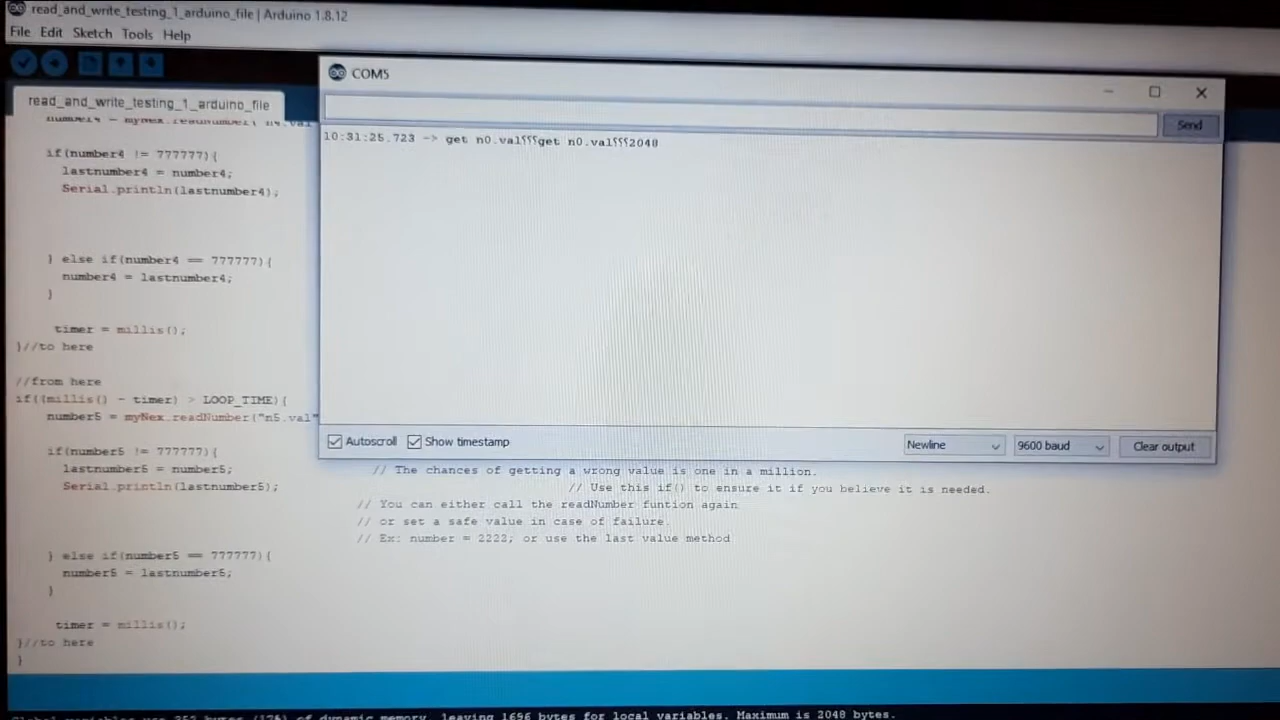 read_and_write_testing_1_arduino_file | Arduino 1.8.12
File Edit Sketch Tools Help
read_and_write_testing_1_arduino_file
COM5
Send
10:31:25.723 -> get n0.val⸮⸮⸮get n0.val⸮⸮⸮2048
if(number4 != 777777){
lastnumber4 = number4;
Serial.println(lastnumber4);
} else if(number4 == 777777){
number4 = lastnumber4;
}
timer = millis();
}//to here
//from here
if((millis() - timer) > LOOP_TIME){
number5 = myNex.readNumber("n5.val"
if(number5 != 777777){
lastnumber5 = number5;
Serial.println(lastnumber5);
Autoscroll Show timestamp Newline 9600 baud Clear output
// The chances of getting a wrong value is one in a million.
// Use this if() to ensure it if you believe it is needed.
// You can either call the readNumber funtion again
// or set a safe value in case of failure.
// Ex: number = 2222; or use the last value method
} else if(number5 == 777777){
number5 = lastnumber5;
}
timer = millis();
}//to here
}
bytes of dynamic memory, leaving 1696 bytes for local variables. Maximum is 2048 bytes.